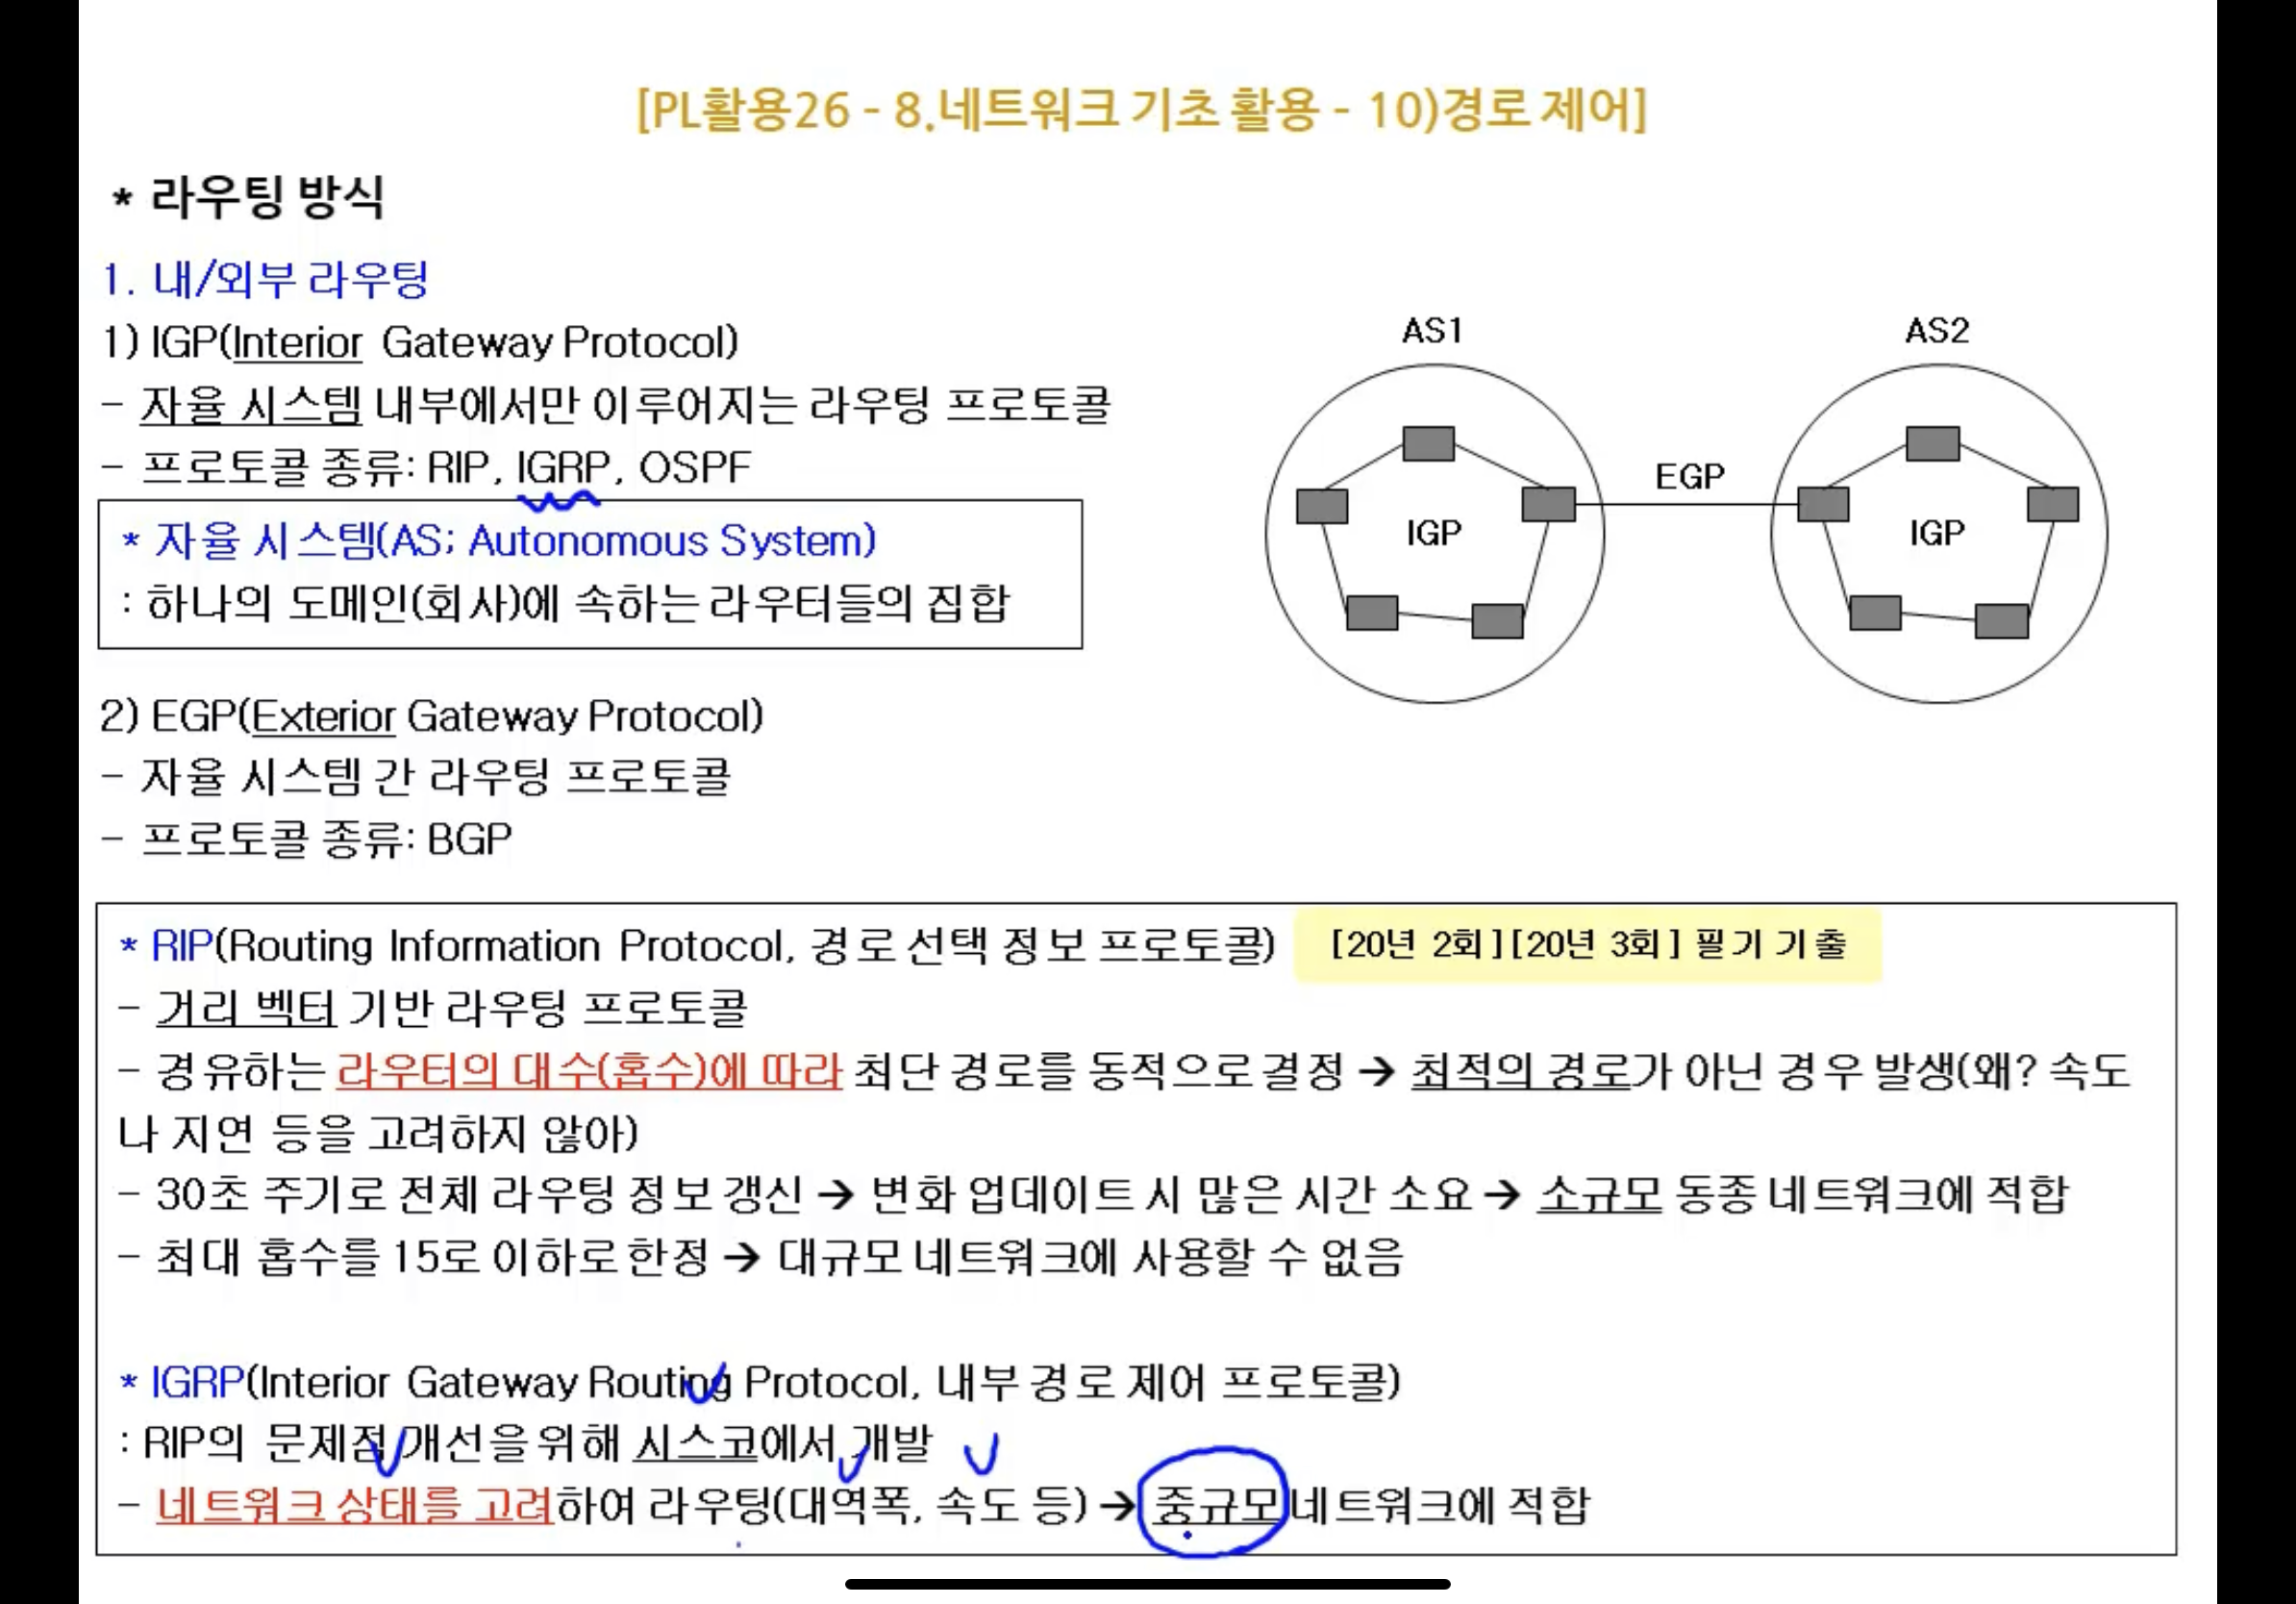 [PL활용26 - 8.네트워크 기초 활용 - 10)경로 제어]
* 라우팅 방식
1. 내/외부 라우팅
1) IGP(Interior Gateway Protocol)
- 자율 시스템 내부에서만 이루어지는 라우팅 프로토콜
- 프로토콜 종류: RIP, IGRP, OSPF
* 자율 시스템(AS; Autonomous System)
: 하나의 도메인(회사)에 속하는 라우터들의 집합
2) EGP(Exterior Gateway Protocol)
- 자율 시스템 간 라우팅 프로토콜
- 프로토콜 종류: BGP
AS1
AS2
EGP
IGP
IGP
* RIP(Routing Information Protocol, 경로 선택 정보 프로토콜)
[20년 2회][20년 3회] 필기 기출
- 거리 벡터 기반 라우팅 프로토콜
- 경유하는 라우터의 대수(홉수)에 따라 최단 경로를 동적으로 결정 → 최적의 경로가 아닌 경우 발생(왜? 속도
나 지연 등을 고려하지 않아)
- 30초 주기로 전체 라우팅 정보 갱신 → 변화 업데이트 시 많은 시간 소요 → 소규모 동종 네트워크에 적합
- 최대 홉수를 15로 이하로 한정 → 대규모 네트워크에 사용할 수 없음
* IGRP(Interior Gateway Routing Protocol, 내부 경로 제어 프로토콜)
: RIP의 문제점 개선을 위해 시스코에서 개발
- 네트워크 상태를 고려하여 라우팅(대역폭, 속도 등) → 중규모 네트워크에 적합